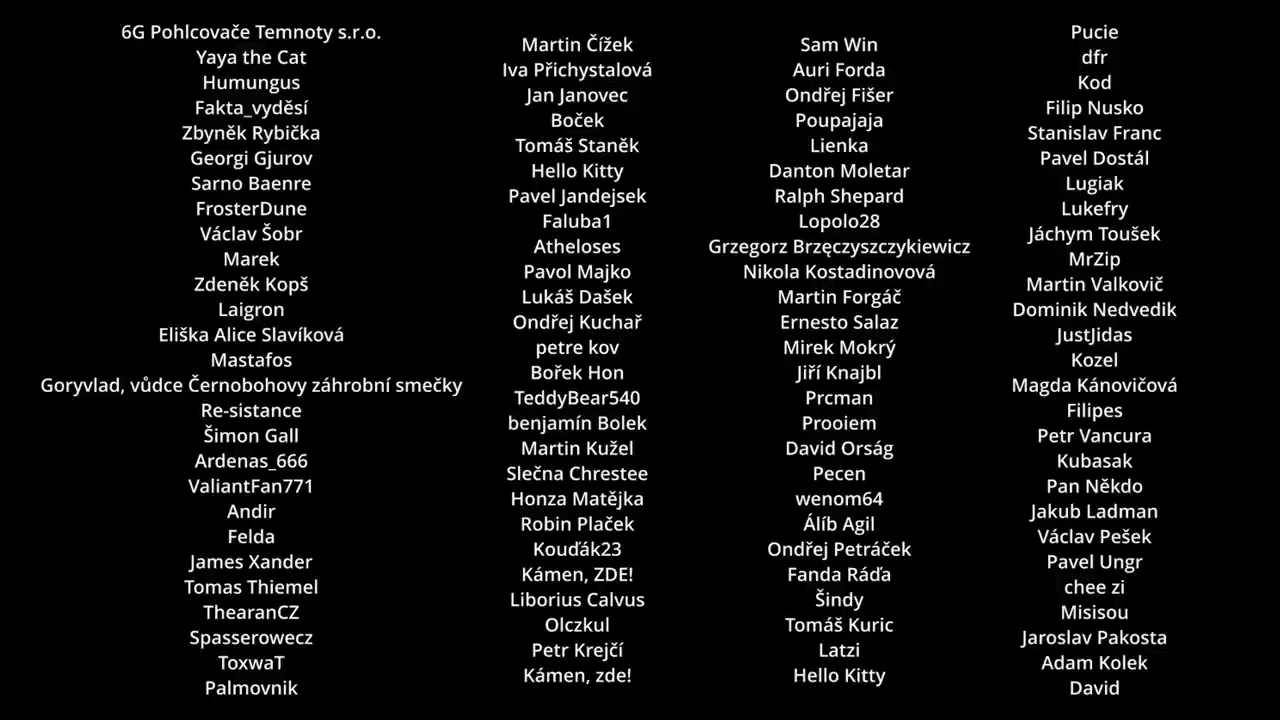 6G Pohlcovače Temnoty s.r.o.
Yaya the Cat
Humungus
Fakta_vyděsí
Zbyněk Rybička
Georgi Gjurov
Sarno Baenre
FrosterDune
Václav Šobr
Marek
Zdeněk Kopš
Laigron
Eliška Alice Slavíková
Mastafos
Goryvlad, vůdce Černobohovy záhrobní smečky
Re-sistance
Šimon Gall
Ardenas_666
ValiantFan771
Andir
Felda
James Xander
Tomas Thiemel
ThearanCZ
Spasserowecz
ToxwaT
Palmovnik
Martin Čížek
Iva Přichystalová
Jan Janovec
Boček
Tomáš Staněk
Hello Kitty
Pavel Jandejsek
Faluba1
Atheloses
Pavol Majko
Lukáš Dašek
Ondřej Kuchař
petre kov
Bořek Hon
TeddyBear540
benjamín Bolek
Martin Kužel
Slečna Chrestee
Honza Matějka
Robin Plaček
Kouďák23
Kámen, ZDE!
Liborius Calvus
Olczkul
Petr Krejčí
Kámen, zde!
Sam Win
Auri Forda
Ondřej Fišer
Poupajaja
Lienka
Danton Moletar
Ralph Shepard
Lopolo28
Grzegorz Brzęczyszczykiewicz
Nikola Kostadinovová
Martin Forgáč
Ernesto Salaz
Mirek Mokrý
Jiří Knajbl
Prcman
Prooiem
David Orság
Pecen
wenom64
Álíb Agil
Ondřej Petráček
Fanda Ráďa
Šindy
Tomáš Kuric
Latzi
Hello Kitty
Pucie
dfr
Kod
Filip Nusko
Stanislav Franc
Pavel Dostál
Lugiak
Lukefry
Jáchym Toušek
MrZip
Martin Valkovič
Dominik Nedvedik
JustJidas
Kozel
Magda Kánovičová
Filipes
Petr Vancura
Kubasak
Pan Někdo
Jakub Ladman
Václav Pešek
Pavel Ungr
chee zi
Misisou
Jaroslav Pakosta
Adam Kolek
David